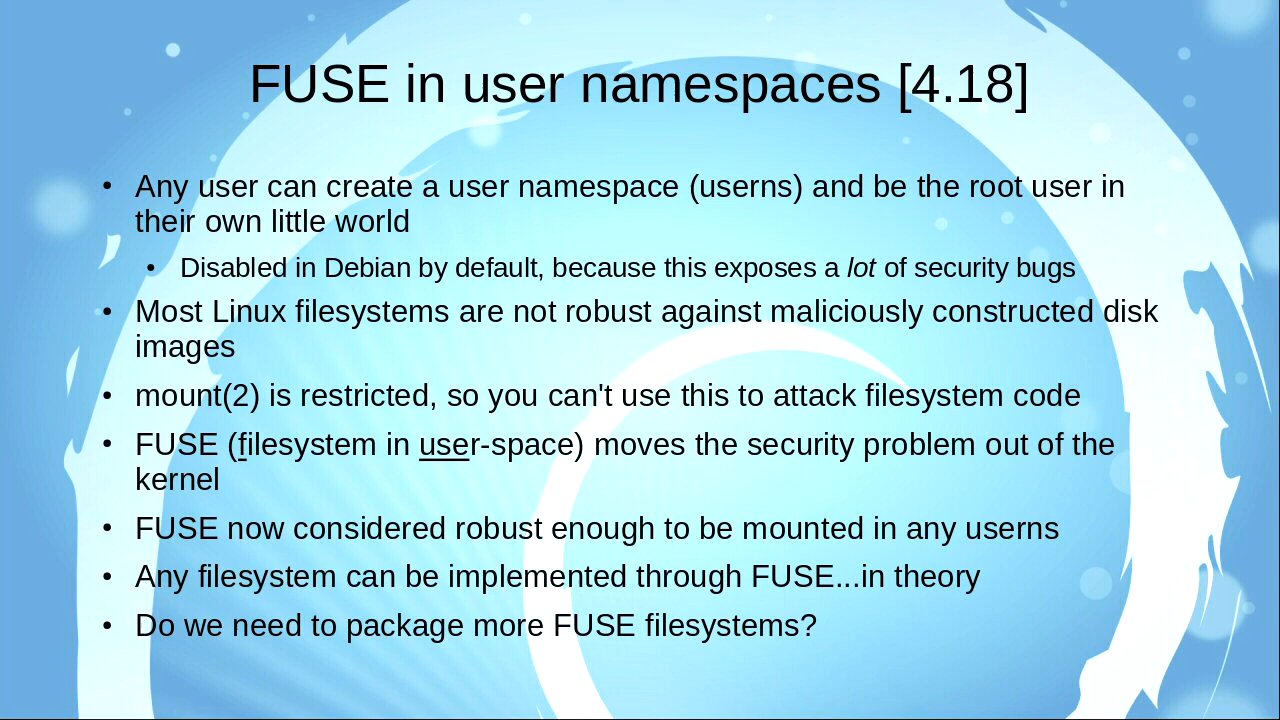 FUSE in user namespaces [4.18]
• Any user can create a user namespace (userns) and be the root user in
their own little world
• Disabled in Debian by default, because this exposes a lot of security bugs
• Most Linux filesystems are not robust against maliciously constructed disk
images
• mount(2) is restricted, so you can't use this to attack filesystem code
• FUSE (filesystem in user-space) moves the security problem out of the
kernel
• FUSE now considered robust enough to be mounted in any userns
• Any filesystem can be implemented through FUSE...in theory
• Do we need to package more FUSE filesystems?